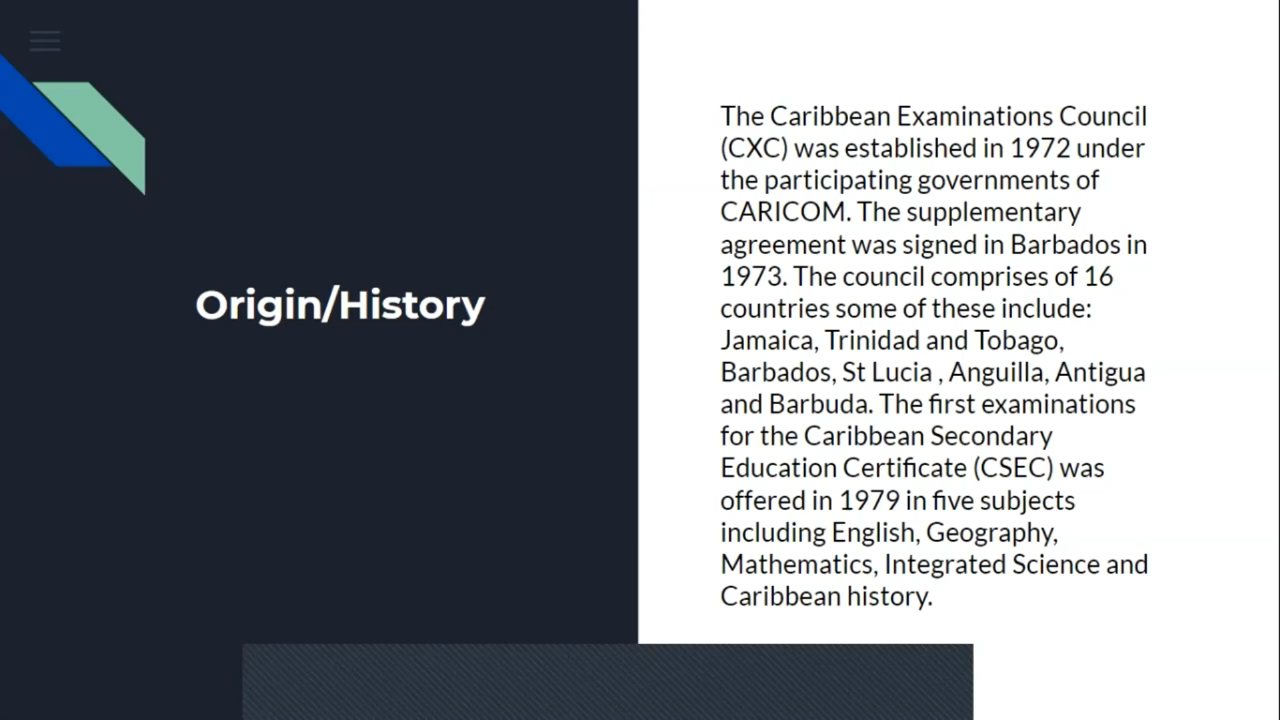 Origin/History
The Caribbean Examinations Council
(CXC) was established in 1972 under
the participating governments of
CARICOM. The supplementary
agreement was signed in Barbados in
1973. The council comprises of 16
countries some of these include:
Jamaica, Trinidad and Tobago,
Barbados, St Lucia , Anguilla, Antigua
and Barbuda. The first examinations
for the Caribbean Secondary
Education Certificate (CSEC) was
offered in 1979 in five subjects
including English, Geography,
Mathematics, Integrated Science and
Caribbean history.